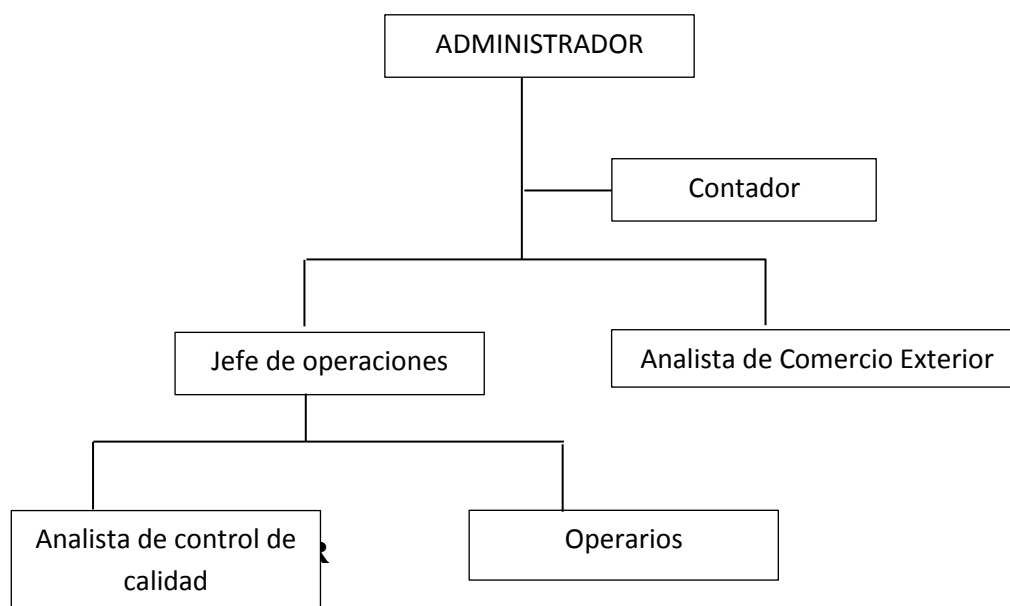 ADMINISTRADOR
Contador
Jefe de operaciones
Analista de Comercio Exterior
Analista de control de
calidad
Operarios